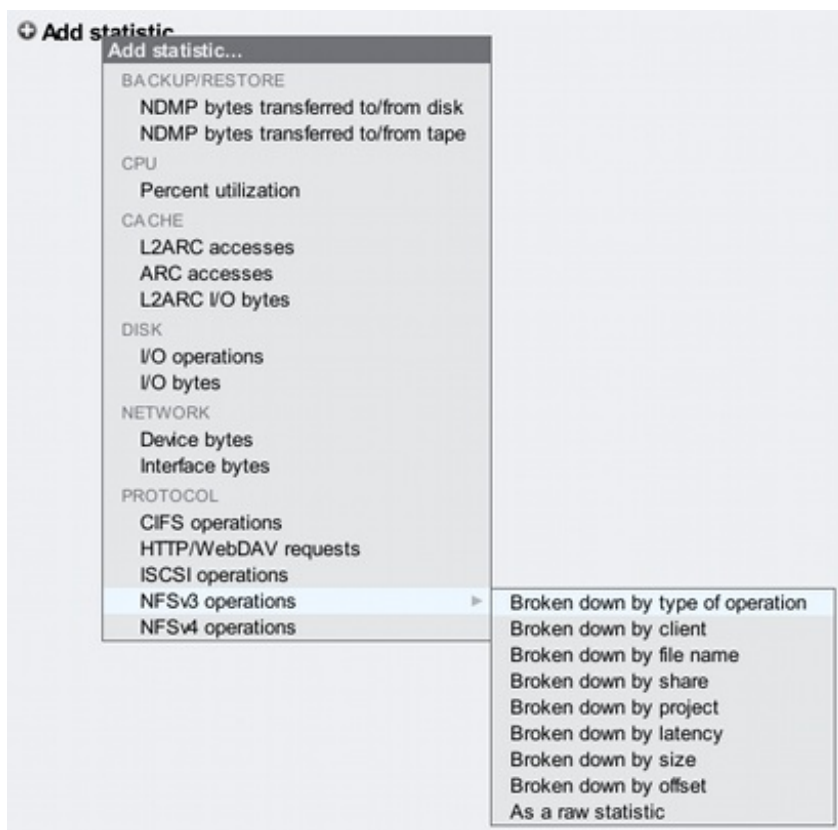 Add statistic
Add statistic...
BACKUP/RESTORE
NDMP bytes transferred to/from disk
NDMP bytes transferred to/from tape
CPU
Percent utilization
CACHE
L2ARC accesses
ARC accesses
L2ARC I/O bytes
DISK
I/O operations
I/O bytes
NETWORK
Device bytes
Interface bytes
PROTOCOL
CIFS operations
HTTP/WebDAV requests
ISCSI operations
NFSv3 operations
NFSv4 operations
Broken down by type of operation
Broken down by client
Broken down by file name
Broken down by share
Broken down by project
Broken down by latency
Broken down by size
Broken down by offset
As a raw statistic